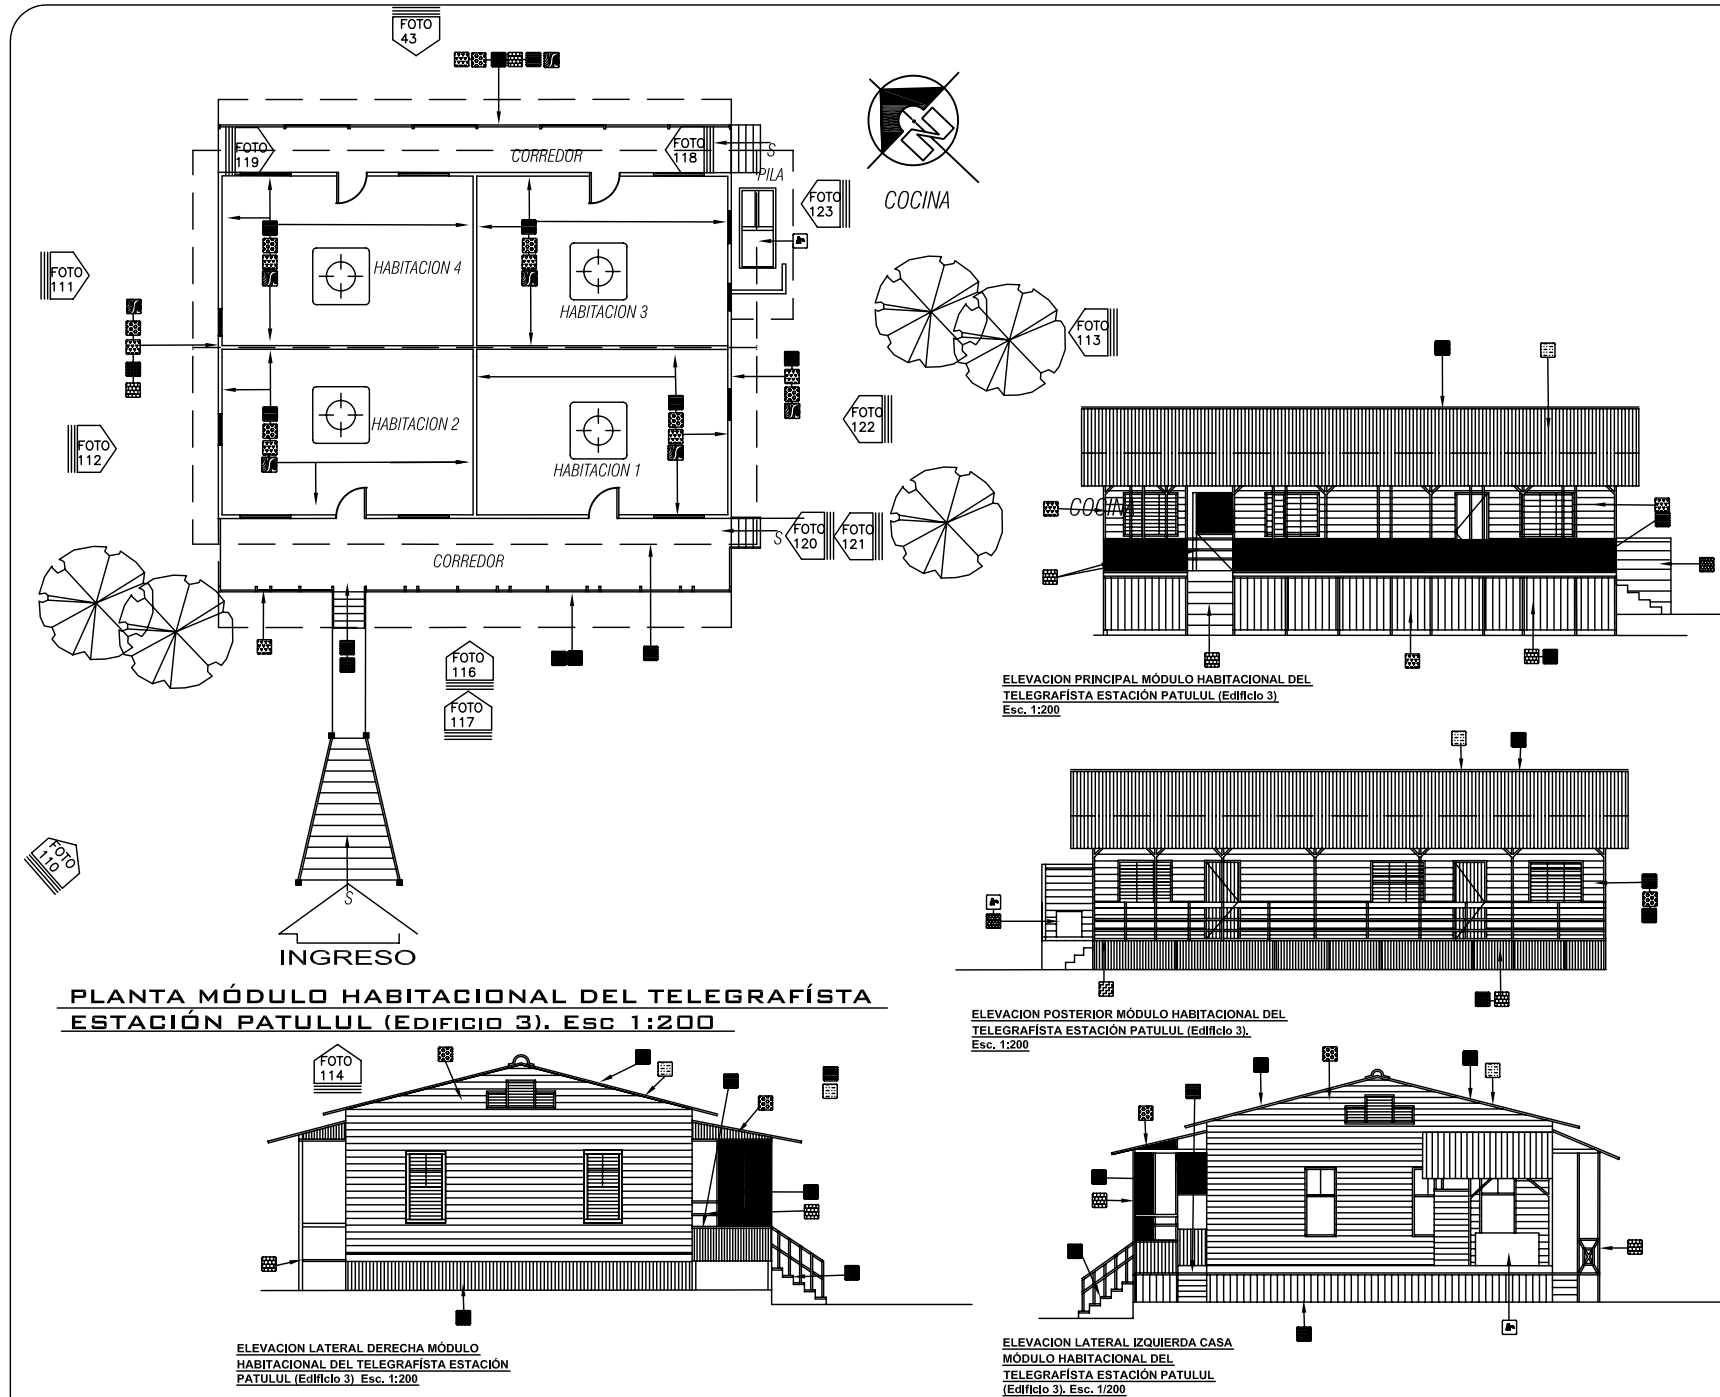 FOTO
43
FOTO
119
CORREDOR
FOTO
118
S
PILA
FOTO
123
COCINA
FOTO
111
HABITACION 4
HABITACION 3
FOTO
113
FOTO
112
HABITACION 2
HABITACION 1
FOTO
122
COCINA
CORREDOR
S
FOTO
120
FOTO
121
FOTO
116
FOTO
117
FOTO
110
S
INGRESO
PLANTA MÓDULO HABITACIONAL DEL TELEGRAFÍSTA
ESTACIÓN PATULUL (EDIFICIO 3). ESC 1:200
FOTO
114
ELEVACION PRINCIPAL MÓDULO HABITACIONAL DEL
TELEGRAFÍSTA ESTACIÓN PATULUL (Edificio 3)
Esc. 1:200
ELEVACION POSTERIOR MÓDULO HABITACIONAL DEL
TELEGRAFÍSTA ESTACIÓN PATULUL (Edificio 3).
Esc. 1:200
ELEVACION LATERAL DERECHA MÓDULO
HABITACIONAL DEL TELEGRAFÍSTA ESTACIÓN
PATULUL (Edificio 3) Esc. 1:200
ELEVACION LATERAL IZQUIERDA CASA
MÓDULO HABITACIONAL DEL
TELEGRAFÍSTA ESTACIÓN PATULUL
(Edificio 3). Esc. 1/200